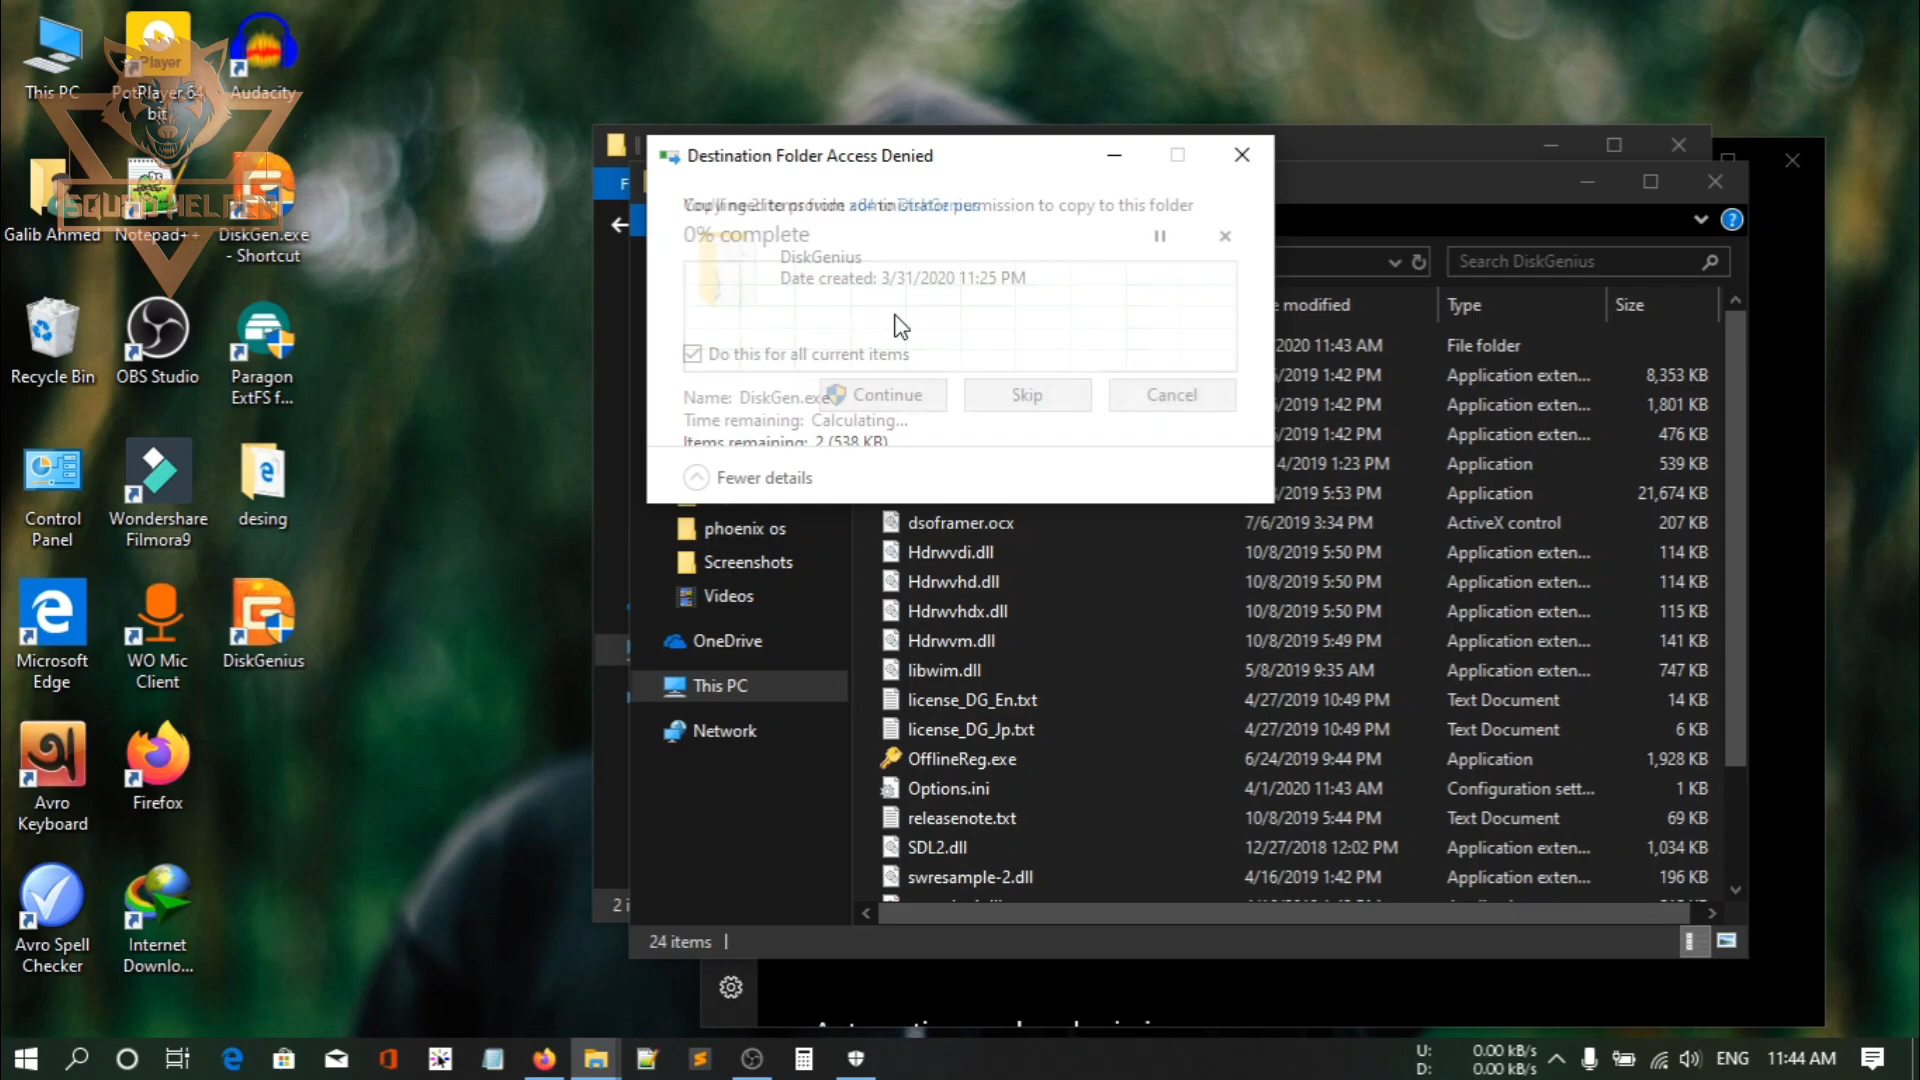 This PC
PotPlayer 64 bit
Audacity
SQUAD HELPER
Galib Ahmed
Notepad++
DiskGen.exe - Shortcut
Recycle Bin
OBS Studio
Paragon ExtFS f...
Control Panel
Wondershare Filmora9
desing
Microsoft Edge
WO Mic Client
DiskGenius
Avro Keyboard
Firefox
Avro Spell Checker
Internet Downlo...
Destination Folder Access Denied
permission to copy to this folder
0% complete
DiskGenius
Date created: 3/31/2020 11:25 PM
Do this for all current items
Name: DiskGen.exe
Continue
Skip
Cancel
Time remaining: Calculating...
Items remaining: 2 (538 KB)
Fewer details
Search DiskGenius
modified
Type
Size
2020 11:43 AM File folder
/2019 1:42 PM Application exten... 8,353 KB
/2019 1:42 PM Application exten... 1,801 KB
/2019 1:42 PM Application exten... 476 KB
4/2019 1:23 PM Application 539 KB
/2019 5:53 PM Application 21,674 KB
dsoframer.ocx 7/6/2019 3:34 PM ActiveX control 207 KB
Hdrwvdi.dll 10/8/2019 5:50 PM Application exten... 114 KB
Hdrwvhd.dll 10/8/2019 5:50 PM Application exten... 114 KB
Hdrwvhdx.dll 10/8/2019 5:50 PM Application exten... 115 KB
Hdrwvm.dll 10/8/2019 5:49 PM Application exten... 141 KB
libwim.dll 5/8/2019 9:35 AM Application exten... 747 KB
license_DG_En.txt 4/27/2019 10:49 PM Text Document 14 KB
license_DG_Jp.txt 4/27/2019 10:49 PM Text Document 6 KB
OfflineReg.exe 6/24/2019 9:44 PM Application 1,928 KB
Options.ini 4/1/2020 11:43 AM Configuration sett... 1 KB
releasenote.txt 10/8/2019 5:44 PM Text Document 69 KB
SDL2.dll 12/27/2018 12:02 PM Application exten... 1,034 KB
swresample-2.dll 4/16/2019 1:42 PM Application exten... 196 KB
phoenix os
Screenshots
Videos
OneDrive
This PC
Network
24 items
U: 0.00 kB/s
D: 0.00 kB/s
ENG
11:44 AM